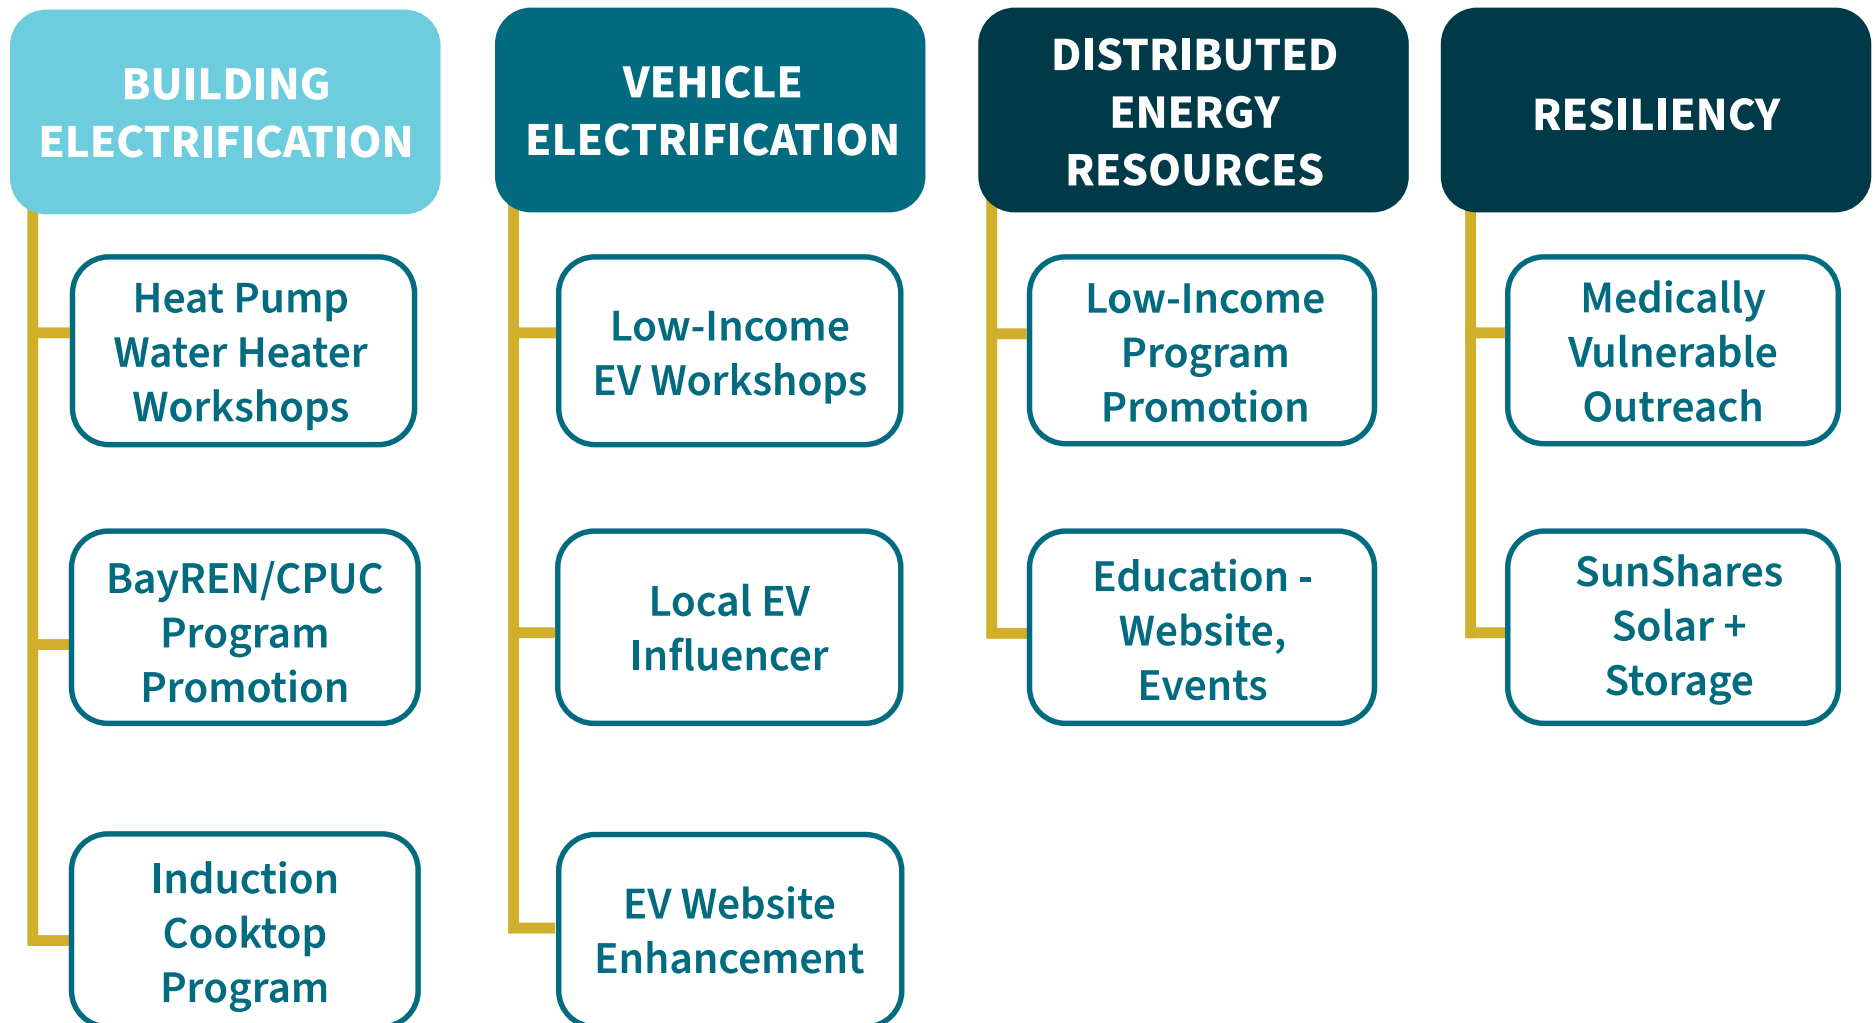 BUILDING
ELECTRIFICATION
Heat Pump
Water Heater
Workshops
BayREN/CPUC
Program
Promotion
Induction
Cooktop
Program
VEHICLE
ELECTRIFICATION
Low-Income
EV Workshops
Local EV
Influencer
EV Website
Enhancement
DISTRIBUTED
ENERGY
RESOURCES
Low-Income
Program
Promotion
Education -
Website,
Events
RESILIENCY
Medically
Vulnerable
Outreach
SunShares
Solar +
Storage